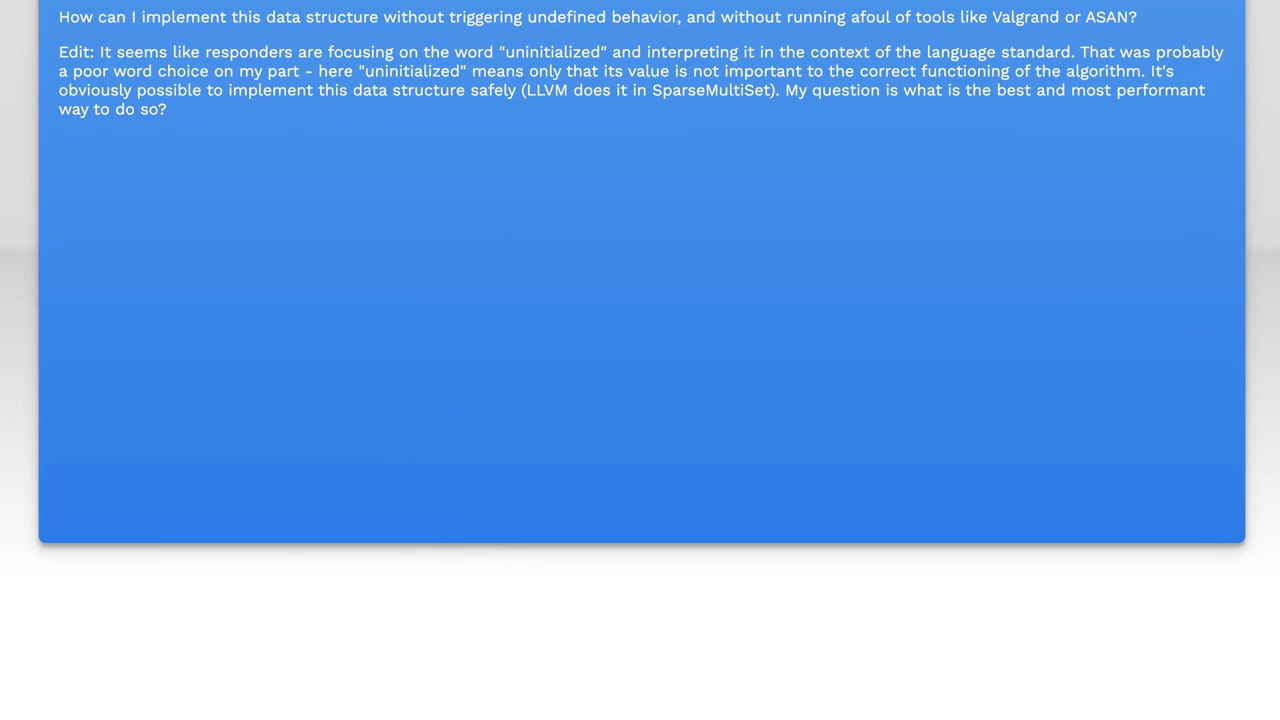 How can I implement this data structure without triggering undefined behavior, and without running afoul of tools like Valgrand or ASAN?
Edit: It seems like responders are focusing on the word "uninitialized" and interpreting it in the context of the language standard. That was probably
a poor word choice on my part - here "uninitialized" means only that its value is not important to the correct functioning of the algorithm. It's
obviously possible to implement this data structure safely (LLVM does it in SparseMultiSet). My question is what is the best and most performant
way to do so?